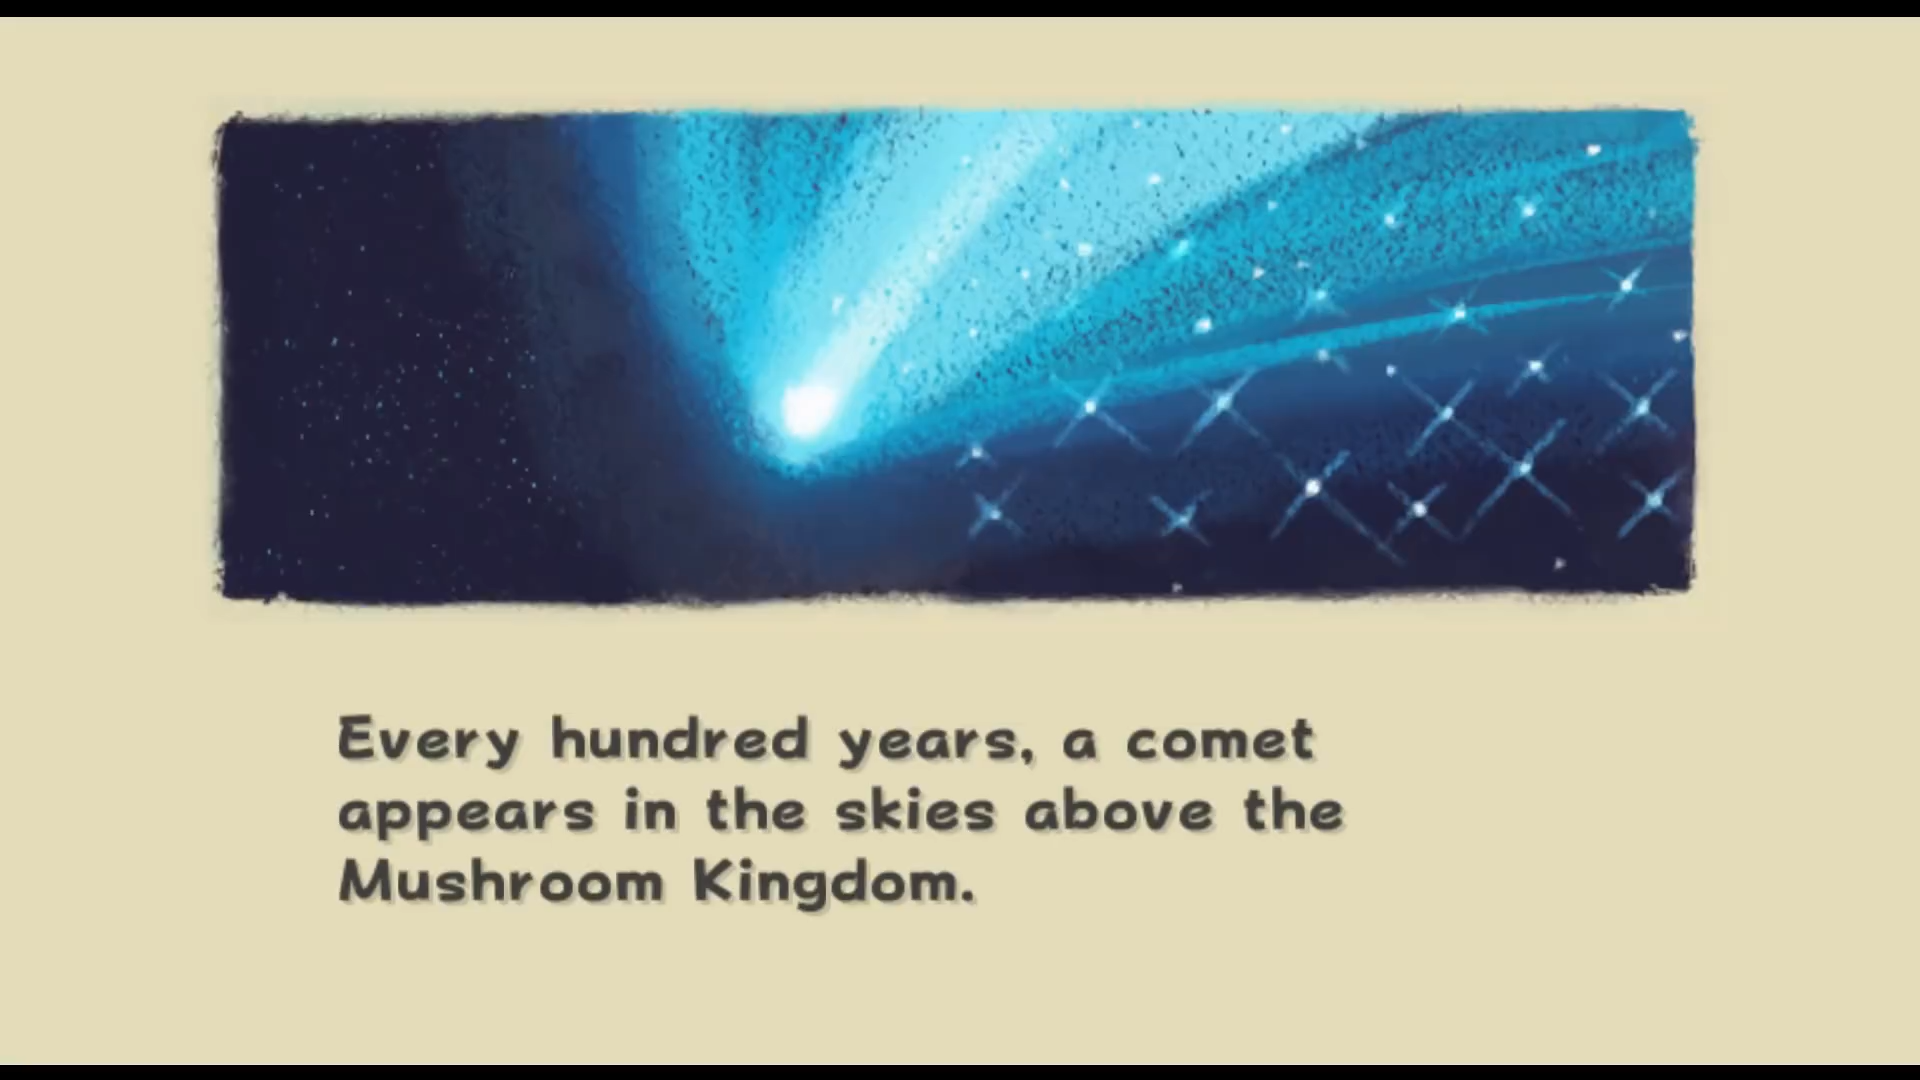 Every hundred years, a comet
appears in the skies above the
Mushroom Kingdom.